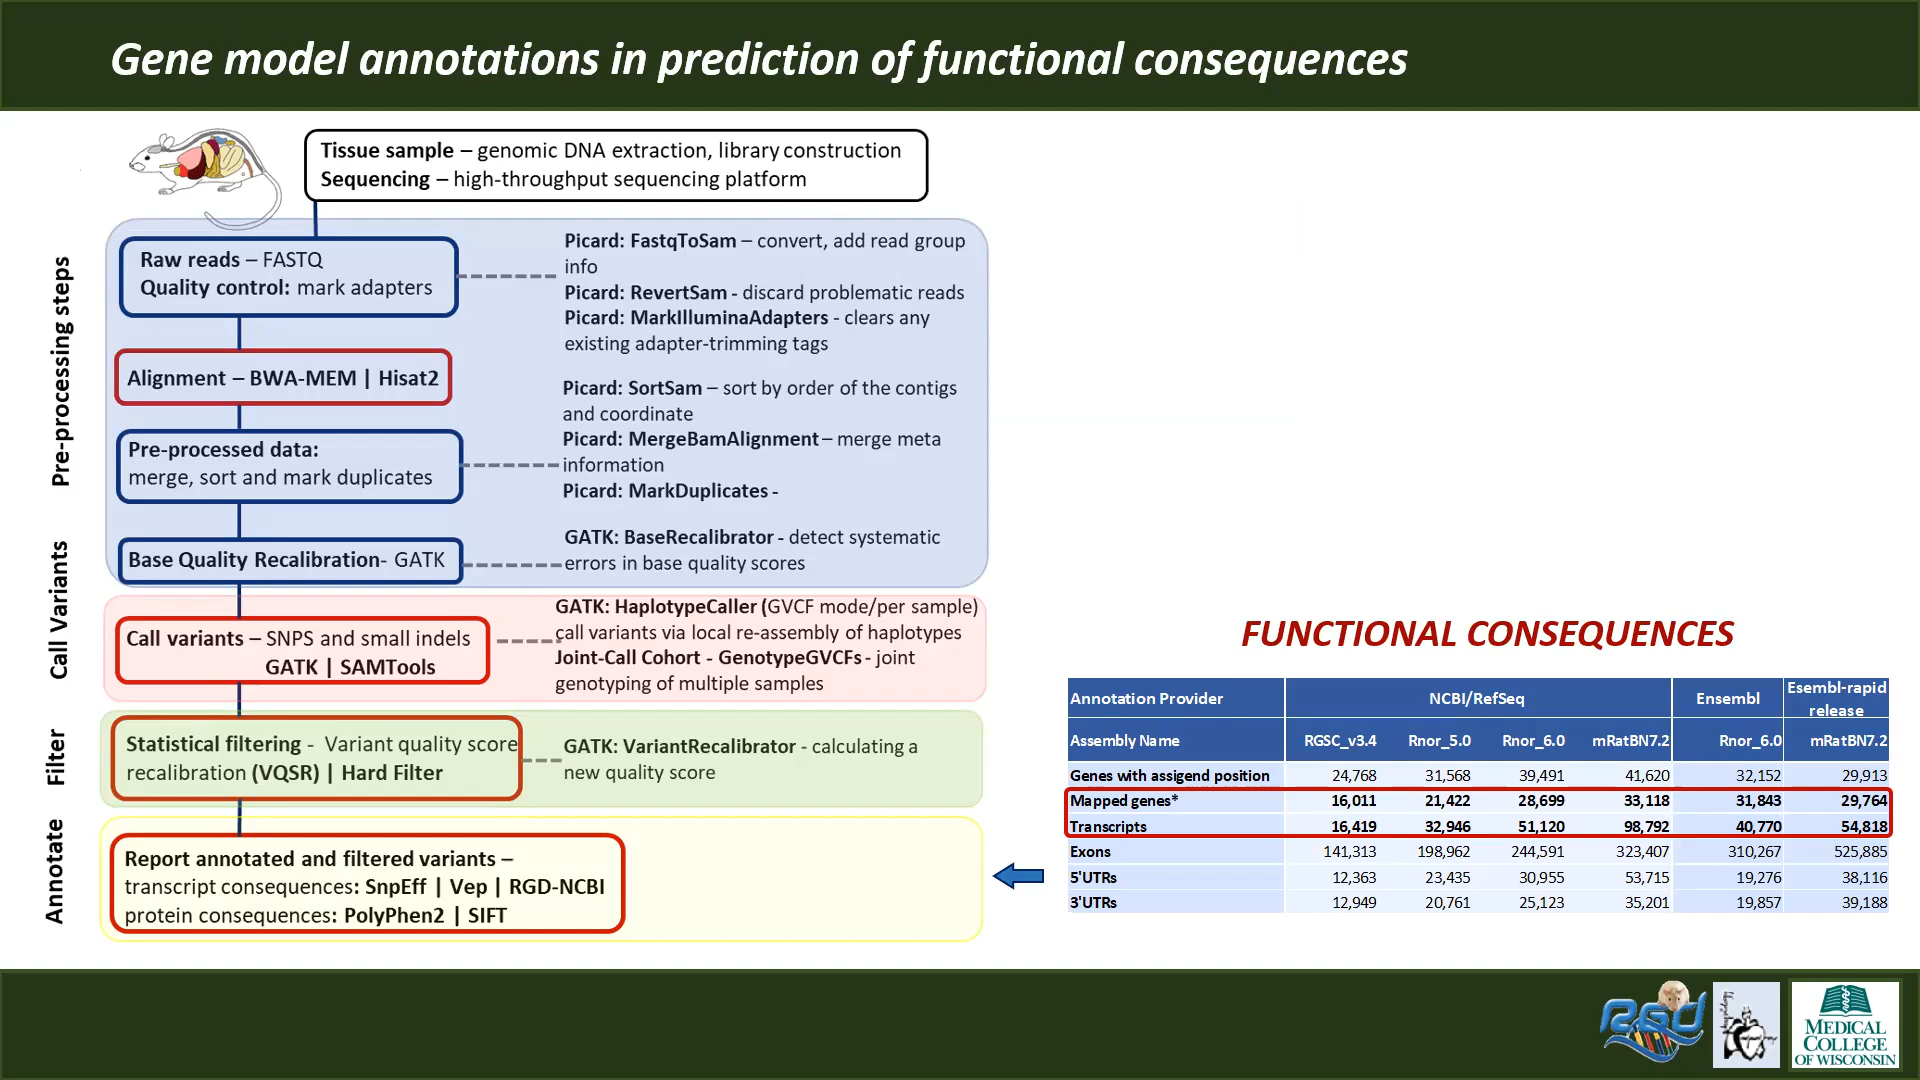 Gene model annotations in prediction of functional consequences
Tissue sample – genomic DNA extraction, library construction
Sequencing – high-throughput sequencing platform
Pre-processing steps
Raw reads – FASTQ
Quality control: mark adapters
Picard: FastqToSam – convert, add read group
info
Picard: RevertSam - discard problematic reads
Picard: MarkIlluminaAdapters - clears any
existing adapter-trimming tags
Alignment – BWA-MEM | Hisat2
Picard: SortSam – sort by order of the contigs
and coordinate
Picard: MergeBamAlignment – merge meta
information
Picard: MarkDuplicates -
Pre-processed data:
merge, sort and mark duplicates
Base Quality Recalibration- GATK
GATK: BaseRecalibrator - detect systematic
errors in base quality scores
Call Variants
Call variants – SNPS and small indels
GATK | SAMTools
GATK: HaplotypeCaller (GVCF mode/per sample)
call variants via local re-assembly of haplotypes
Joint-Call Cohort - GenotypeGVCFs - joint
genotyping of multiple samples
Filter
Statistical filtering - Variant quality score
recalibration (VQSR) | Hard Filter
GATK: VariantRecalibrator - calculating a
new quality score
Annotate
Report annotated and filtered variants –
transcript consequences: SnpEff | Vep | RGD-NCBI
protein consequences: PolyPhen2 | SIFT
FUNCTIONAL CONSEQUENCES
Annotation Provider NCBI/RefSeq Ensembl Esembl-rapid release
Assembly Name RGSC_v3.4 Rnor_5.0 Rnor_6.0 mRatBN7.2 Rnor_6.0 mRatBN7.2
Genes with assigend position 24,768 31,568 39,491 41,620 32,152 29,913
Mapped genes* 16,011 21,422 28,699 33,118 31,843 29,764
Transcripts 16,419 32,946 51,120 98,792 40,770 54,818
Exons 141,313 198,962 244,591 323,407 310,267 525,885
5'UTRs 12,363 23,435 30,955 53,715 19,276 38,116
3'UTRs 12,949 20,761 25,123 35,201 19,857 39,188
RGD
MEDICAL
COLLEGE
OF WISCONSIN